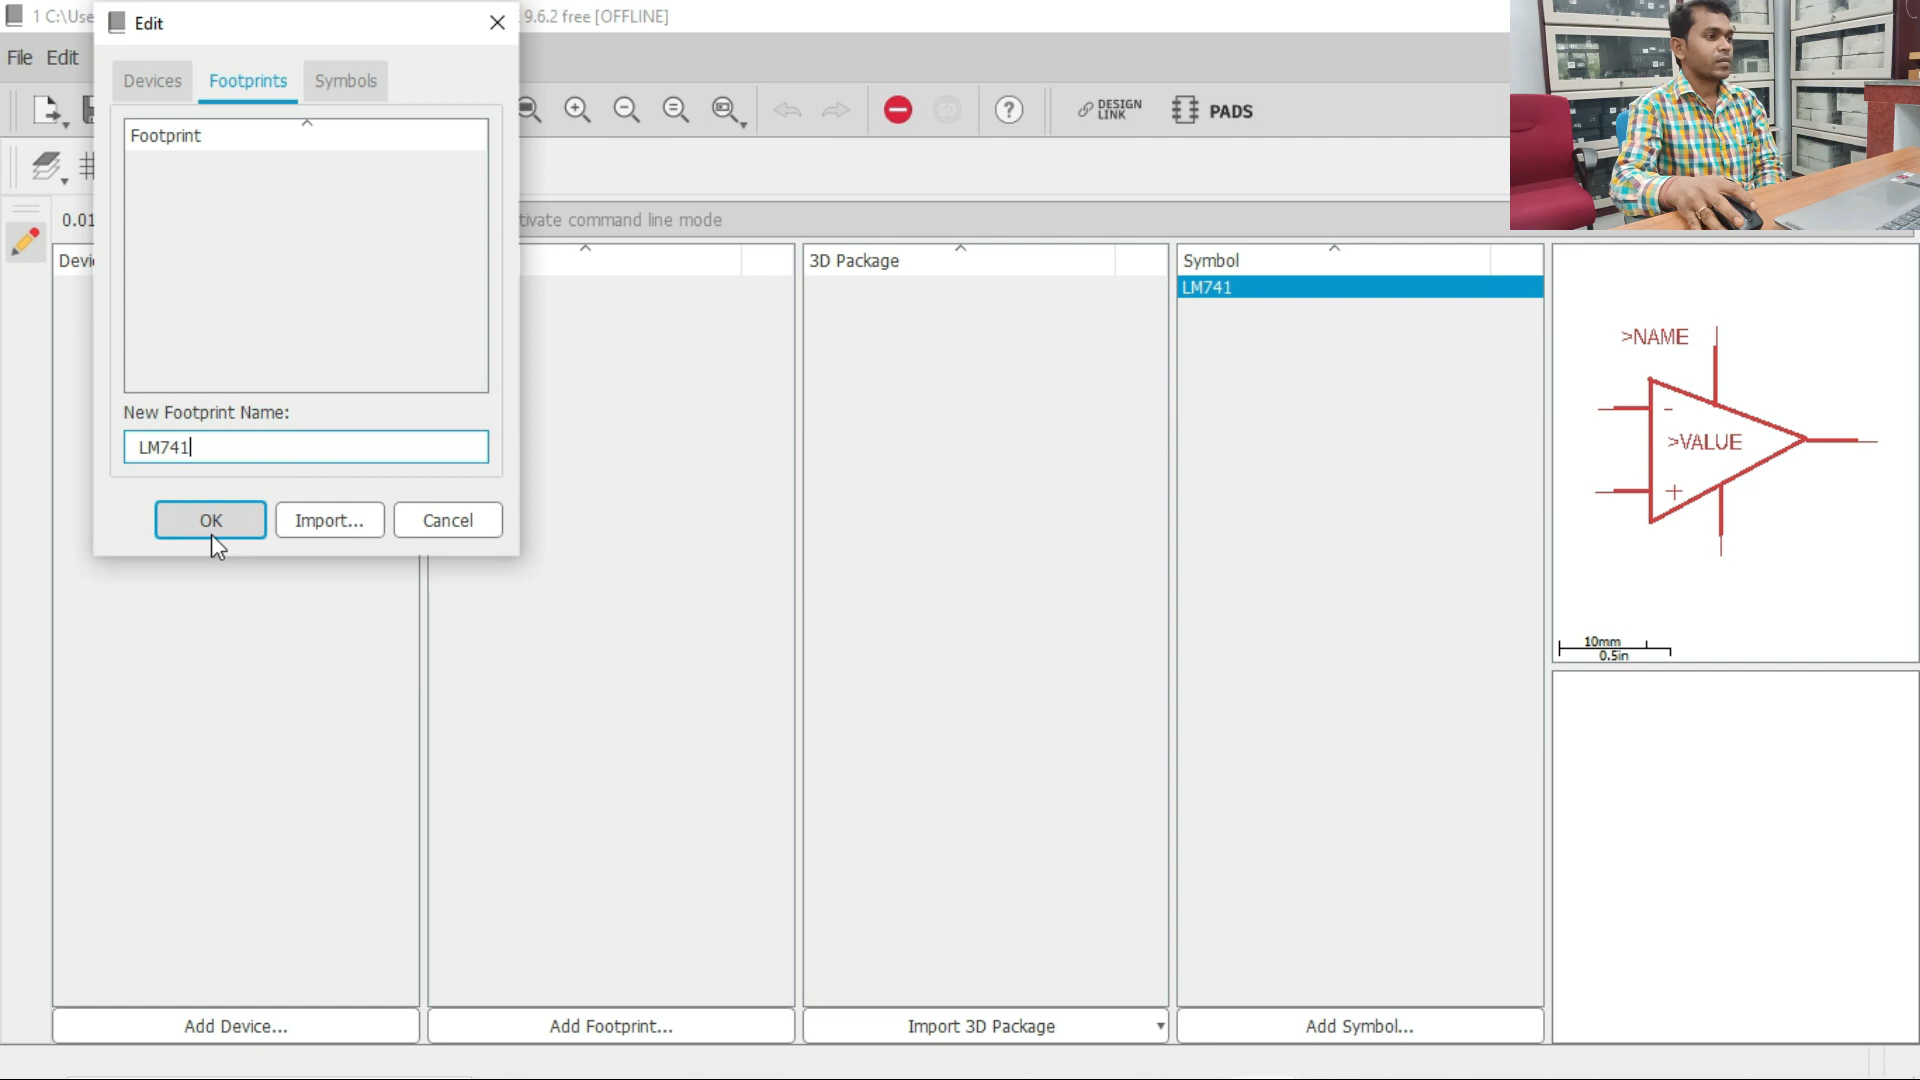 1 C:\Use
9.6.2 free [OFFLINE]
Edit
File Edit
Devices Footprints Symbols
DESIGN LINK
PADS
Footprint
0.01
tivate command line mode
Devi
3D Package
Symbol
LM741
>NAME
-
>VALUE
+
New Footprint Name:
LM741
OK Import... Cancel
10mm
0.5in
Add Device... Add Footprint... Import 3D Package Add Symbol...